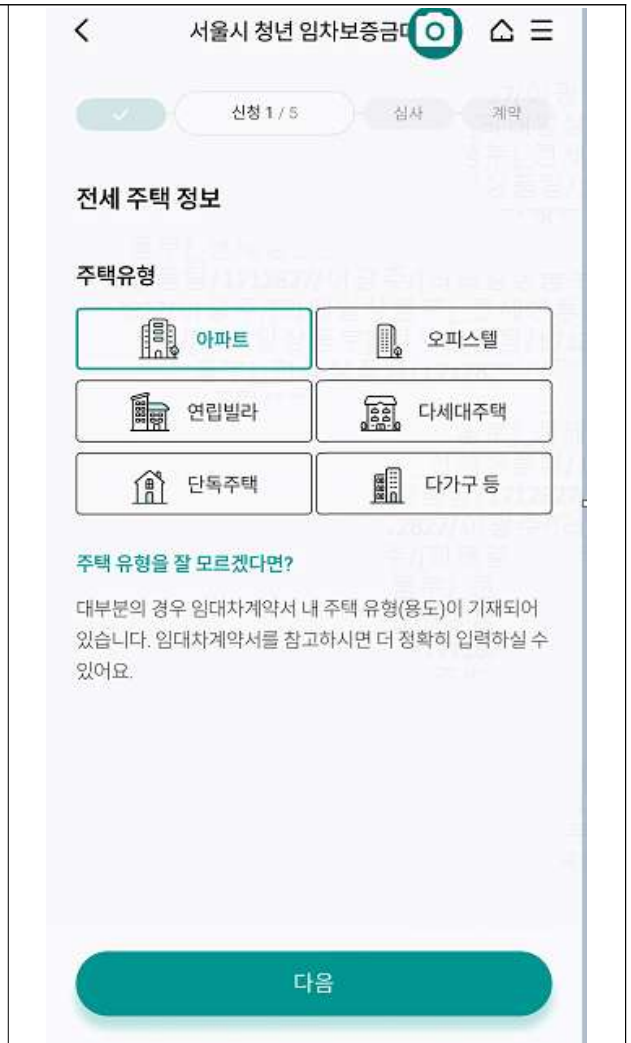 서울시 청년 임차보증금
신청 1 / 5
심사
계약
전세 주택 정보
주택유형
아파트
오피스텔
연립빌라
다세대주택
단독주택
다가구 등
주택 유형을 잘 모르겠다면?
대부분의 경우 임대차계약서 내 주택 유형(용도)이 기재되어
있습니다. 임대차계약서를 참고하시면 더 정확히 입력하실 수
있어요.
다음